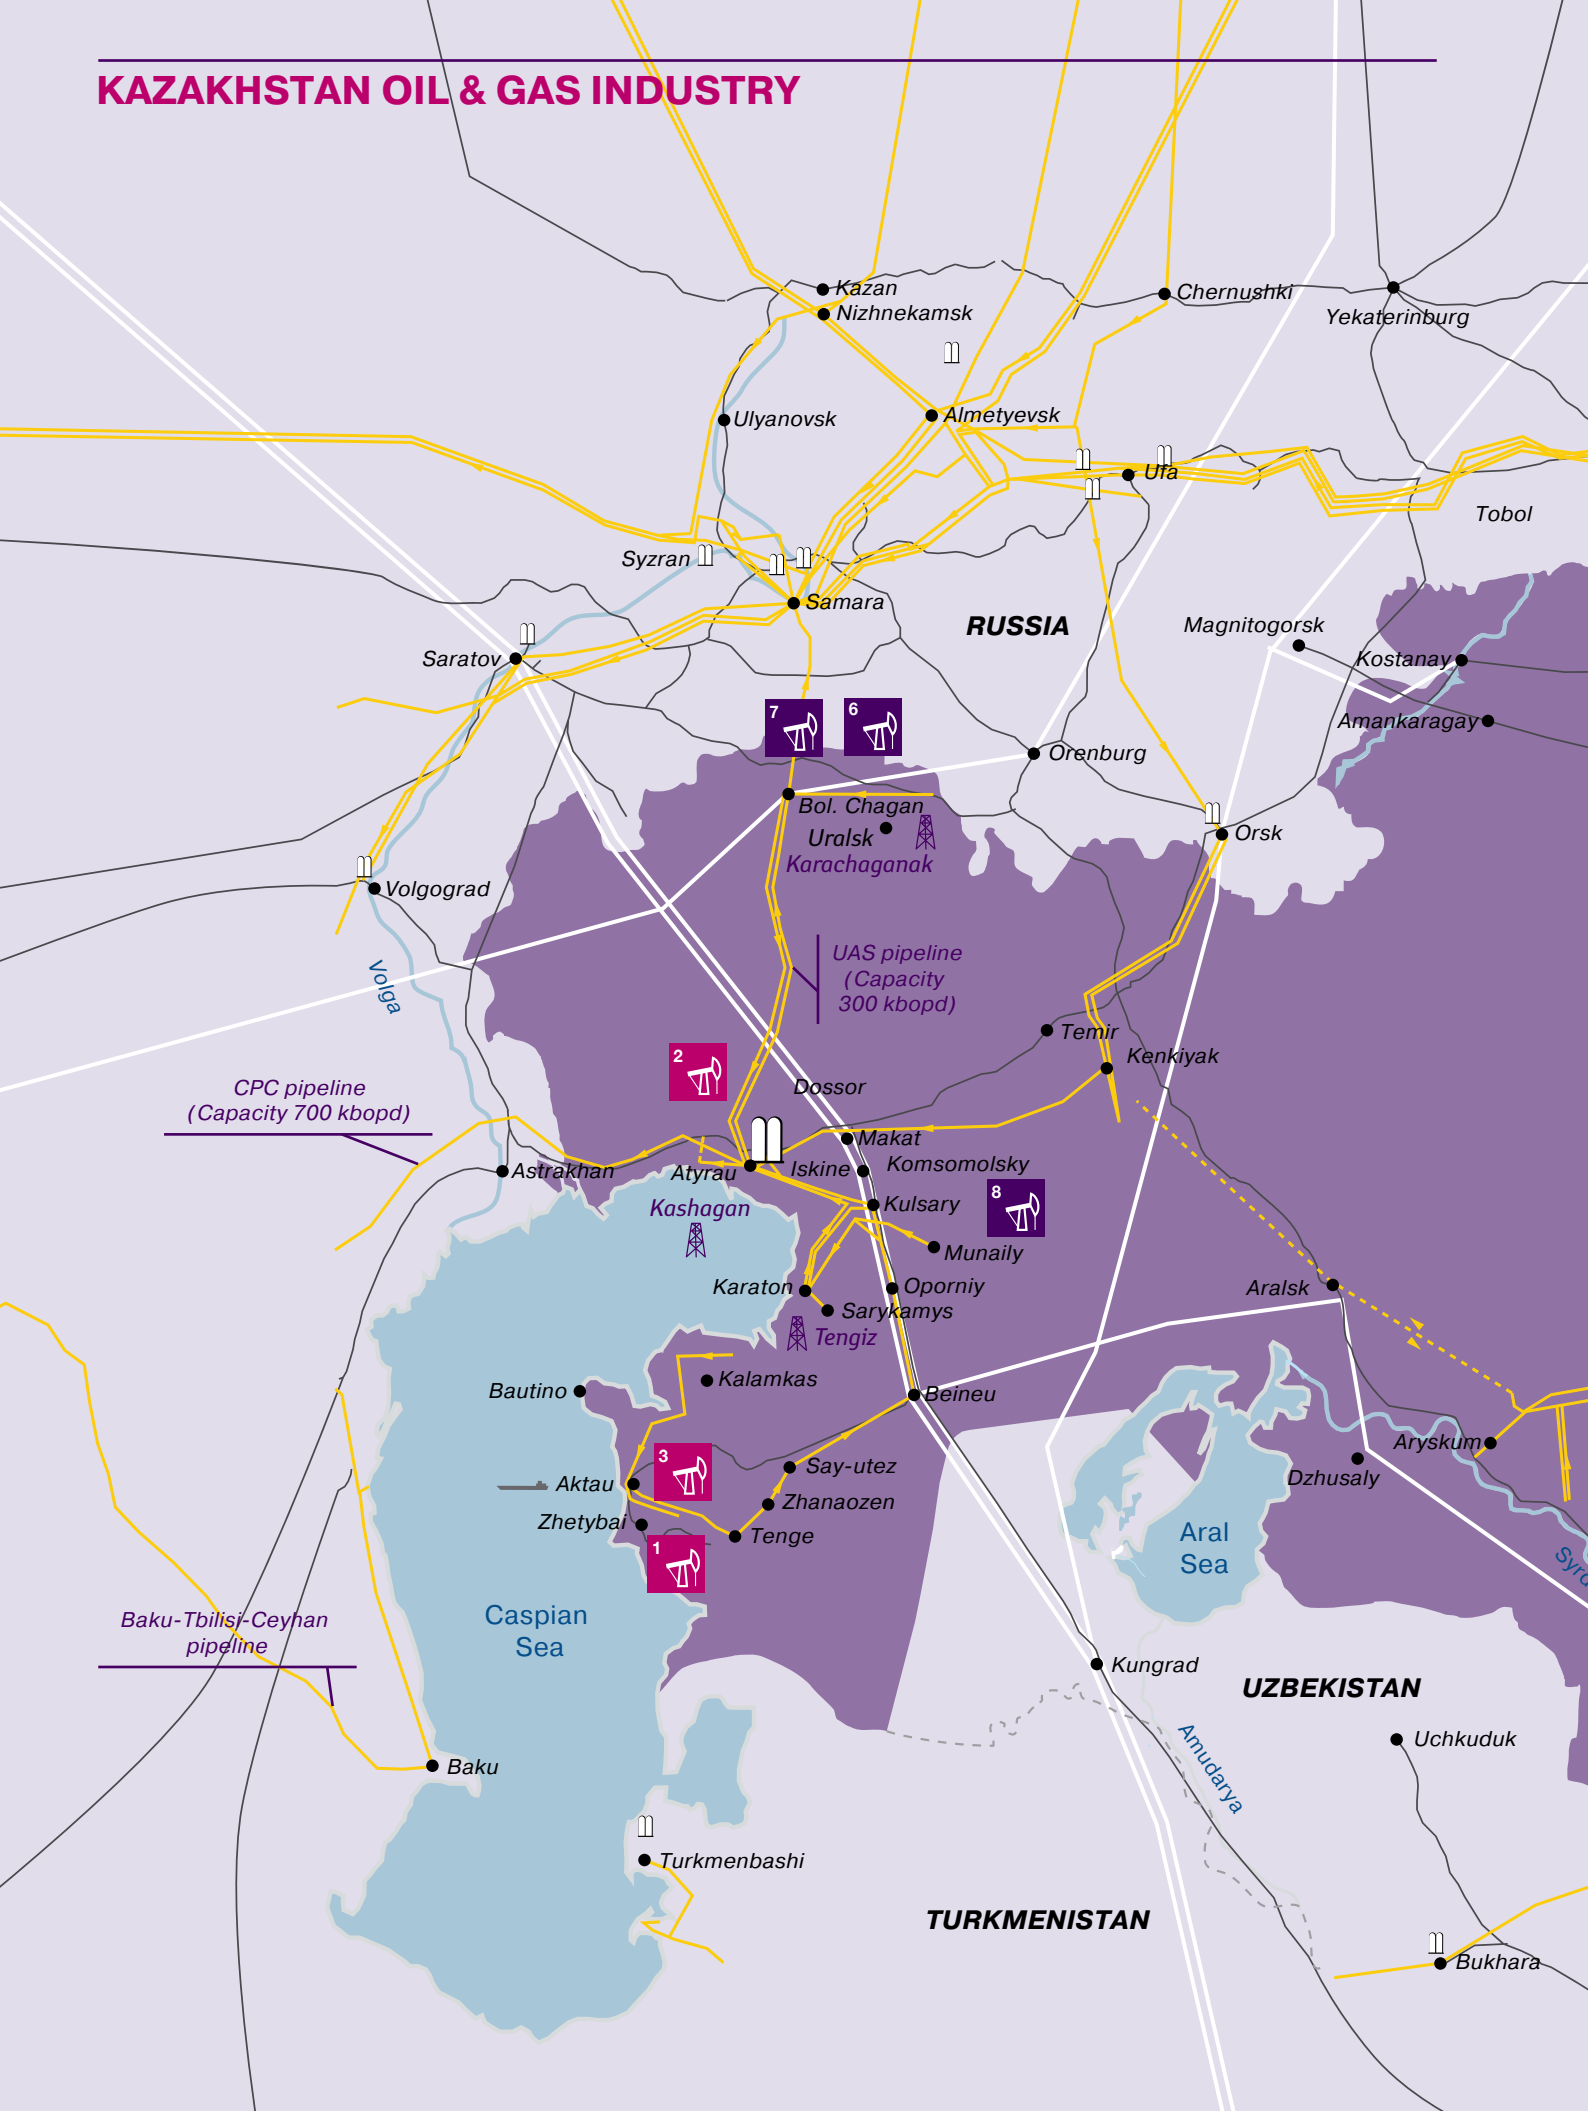 KAZAKHSTAN OIL & GAS INDUSTRY
Kazan
Chernushki
Nizhnekamsk
Yekaterinburg
Almetyevsk
Ulyanovsk
Ufa
Tobol
Syzran
Samara
RUSSIA
Magnitogorsk
Saratov
Kostanay
7
6
Amankaragay
Orenburg
Bol. Chagan
Uralsk
Orsk
Karachaganak
Volgograd
UAS pipeline
(Capacity
300 kbopd)
Volga
Temir
2
Kenkiyak
CPC pipeline
(Capacity 700 kbopd)
Dossor
Makat
Astrakhan
Atyrau
Iskine
Komsomolsky
8
Kashagan
Kulsary
Munaily
Karaton
Oporniy
Aralsk
Sarykamys
Tengiz
Kalamkas
Bautino
Beineu
3
Aryskum
Say-utez
Dzhusaly
Aktau
Zhanaozen
Zhetybai
Tenge
1
Aral
Sea
Syrd
Baku-Tbilisi-Ceyhan
pipeline
Caspian
Sea
Kungrad
UZBEKISTAN
Amudarya
Uchkuduk
Baku
Turkmenbashi
TURKMENISTAN
Bukhara